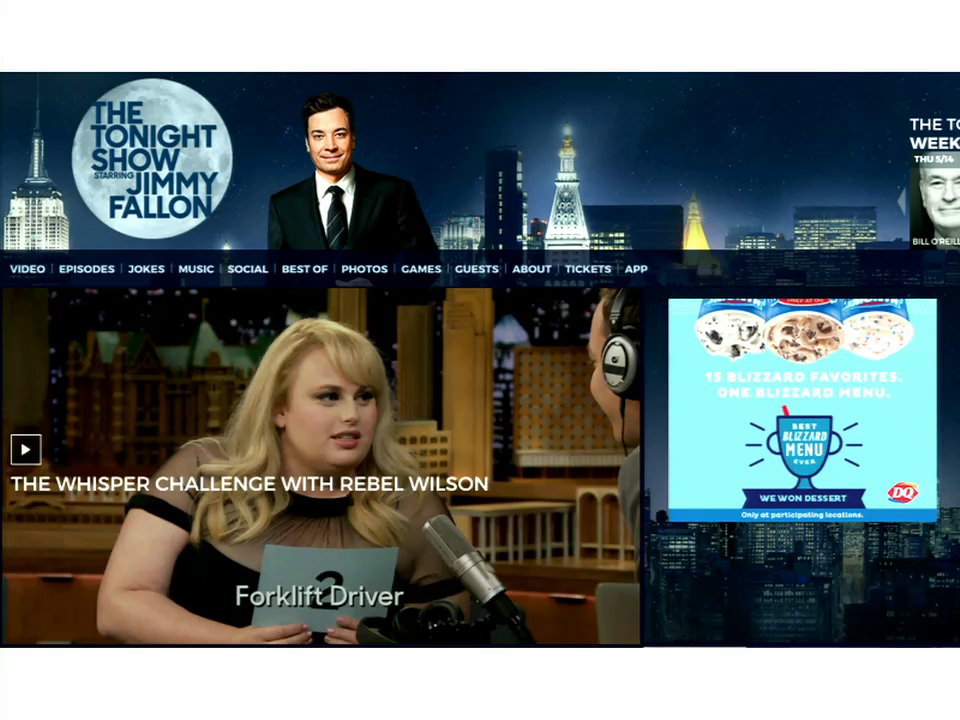 THE
TONIGHT
SHOW
STARRING JIMMY
FALLON
THE TO
WEEK
THU 5/14
BILL O'REILL
VIDEO EPISODES JOKES MUSIC SOCIAL BEST OF PHOTOS GAMES GUESTS ABOUT TICKETS APP
THE WHISPER CHALLENGE WITH REBEL WILSON
2
Forklift Driver
15 BLIZZARD FAVORITES.
ONE BLIZZARD MENU.
BEST
BLIZZARD
MENU
EVER
WE WON DESSERT
DQ
Only at participating locations.